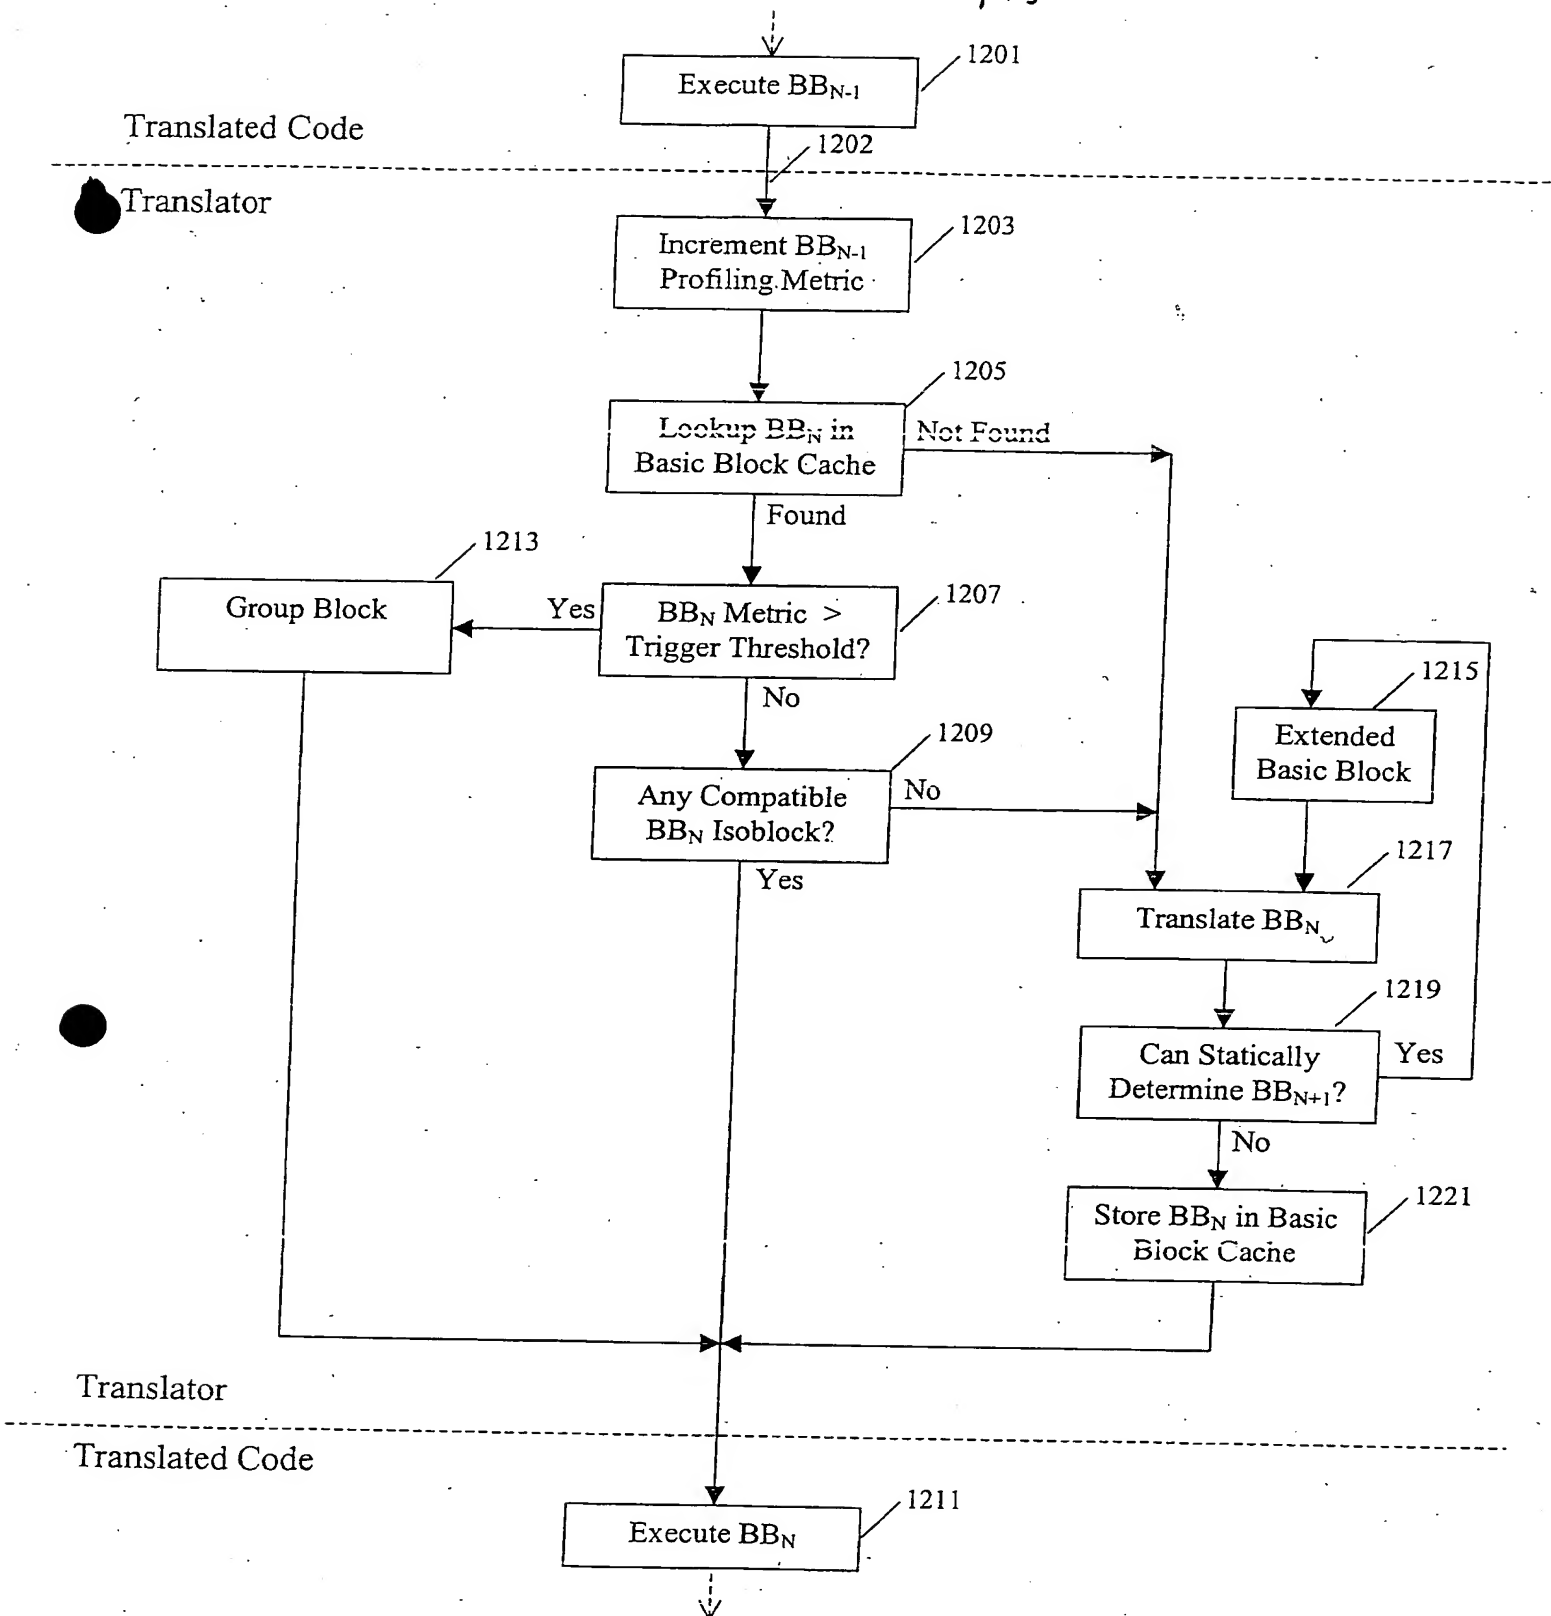 1201
Execute BBN-1
Translated Code
1202
Translator
1203
Increment BBN-1
Profiling Metric
1205
Lookup BBN in
Basic Block Cache
Not Found
Found
1213
Group Block
Yes
1207
BBN Metric >
Trigger Threshold?
No
1215
Extended
Basic Block
1209
Any Compatible
BBN Isoblock?
No
Yes
1217
Translate BBN
1219
Can Statically
Determine BBN+1?
Yes
No
1221
Store BBN in Basic
Block Cache
Translator
Translated Code
1211
Execute BBN